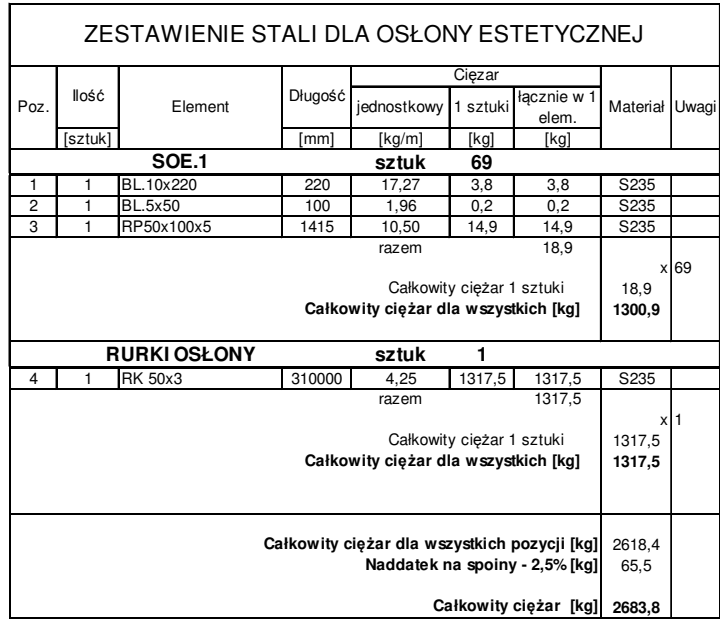 ZESTAWIENIE STALI DLA OSŁONY ESTETYCZNEJ
Poz. Ilość Element Długość Ciężar Materiał Uwagi
jednostkowy 1 sztuki łącznie w 1 elem.
[sztuk] [mm] [kg/m] [kg] [kg]
SOE.1 sztuk 69
1 1 BL.10x220 220 17,27 3,8 3,8 S235
2 1 BL.5x50 100 1,96 0,2 0,2 S235
3 1 RP50x100x5 1415 10,50 14,9 14,9 S235
razem 18,9
x 69
Całkowity ciężar 1 sztuki 18,9
Całkowity ciężar dla wszystkich [kg] 1300,9
RURKI OSŁONY sztuk 1
4 1 RK 50x3 310000 4,25 1317,5 1317,5 S235
razem 1317,5
x 1
Całkowity ciężar 1 sztuki 1317,5
Całkowity ciężar dla wszystkich [kg] 1317,5
Całkowity ciężar dla wszystkich pozycji [kg] 2618,4
Naddatek na spoiny - 2,5% [kg] 65,5
Całkowity ciężar [kg] 2683,8